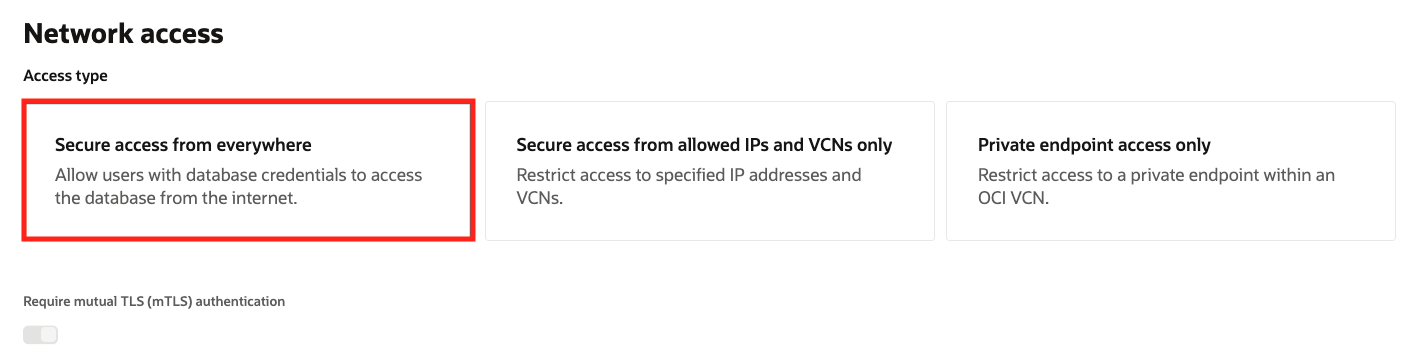 Network access
Access type
Secure access from everywhere
Allow users with database credentials to access
the database from the internet.
Secure access from allowed IPs and VCNs only
Restrict access to specified IP addresses and
VCNs.
Private endpoint access only
Restrict access to a private endpoint within an
OCI VCN.
Require mutual TLS (mTLS) authentication